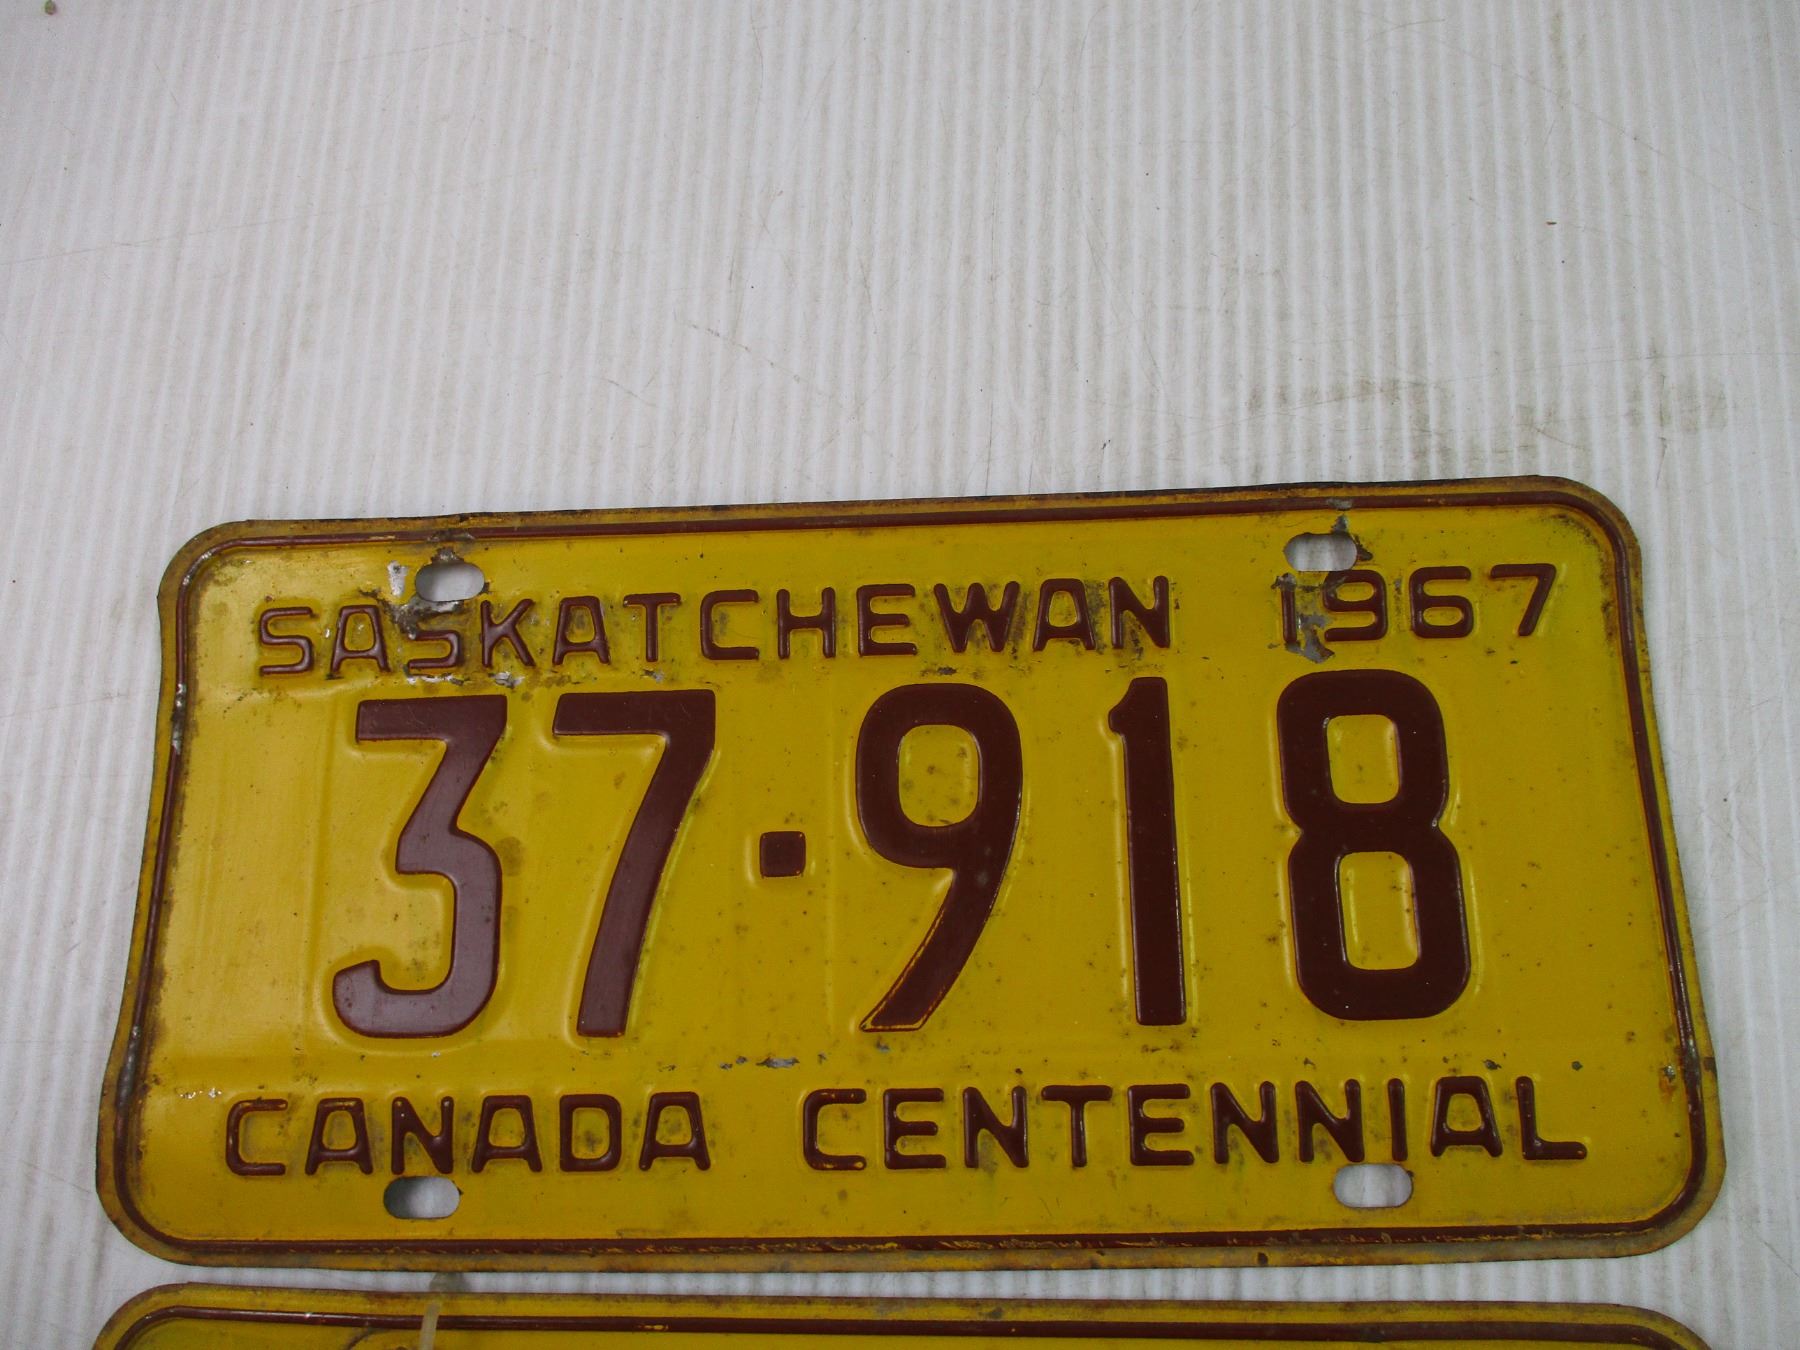 SASKATCHEWAN 1967
37·918
CANADA CENTENNIAL